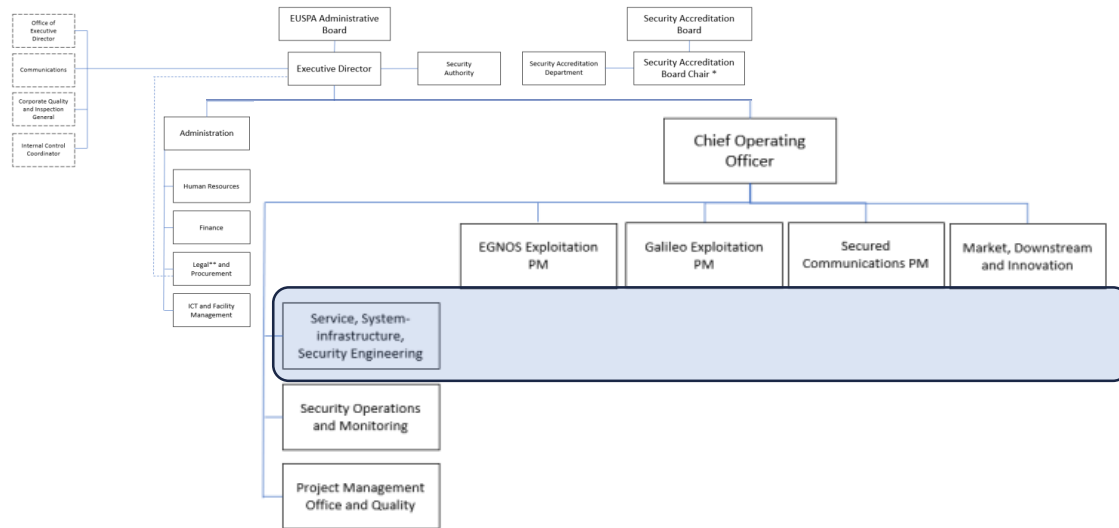 Office of
Executive
Director
Communications
Corporate Quality
and Inspection
General
Internal Control
Coordinator
EUSPA Administrative
Board
Executive Director
Security
Authority
Security Accreditation
Board
Security Accreditation
Department
Security Accreditation
Board Chair *
Administration
Human Resources
Finance
Legal** and
Procurement
ICT and Facility
Management
Chief Operating
Officer
EGNOS Exploitation
PM
Galileo Exploitation
PM
Secured
Communications PM
Market, Downstream
and Innovation
Service, System-
infrastructure,
Security Engineering
Security Operations
and Monitoring
Project Management
Office and Quality